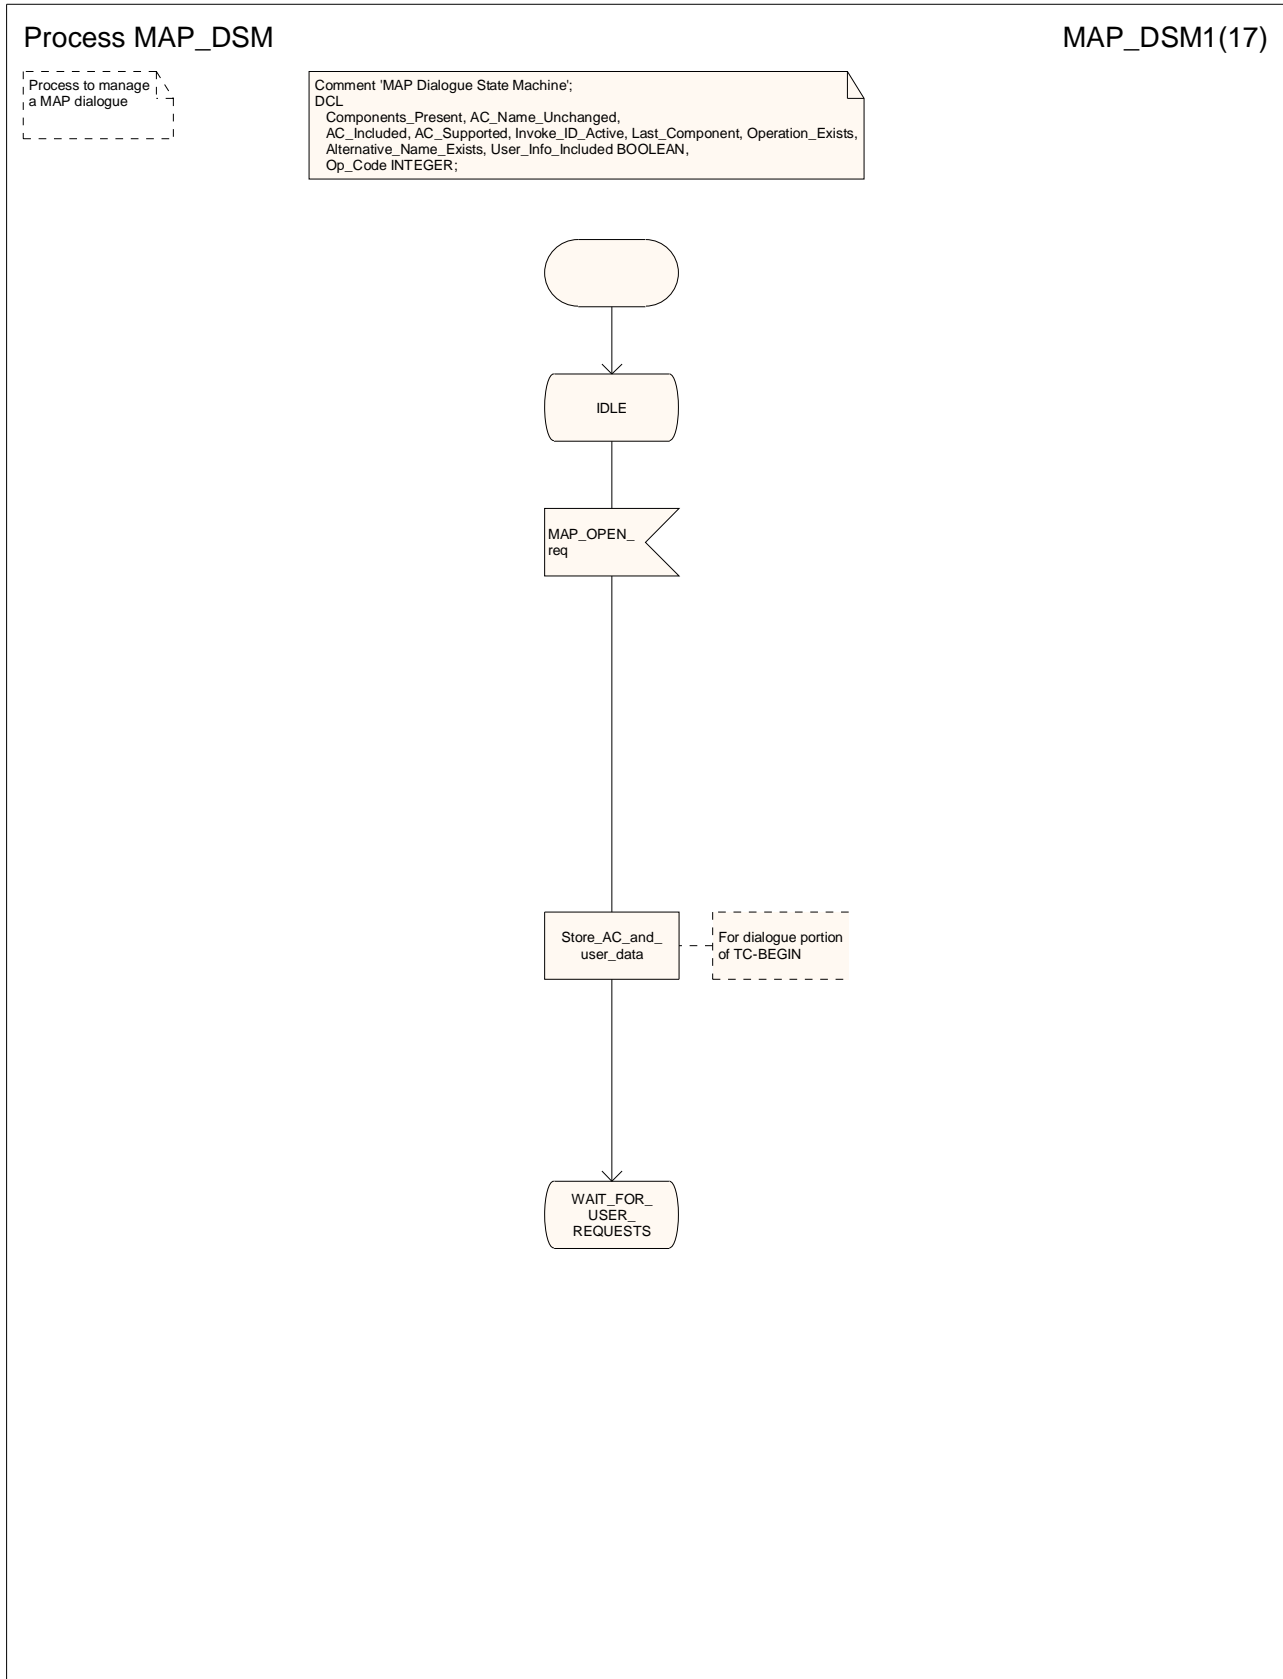 Process MAP_DSM
MAP_DSM1(17)
Process to manage
a MAP dialogue
Comment 'MAP Dialogue State Machine';
DCL
Components_Present, AC_Name_Unchanged,
AC_Included, AC_Supported, Invoke_ID_Active, Last_Component, Operation_Exists,
Alternative_Name_Exists, User_Info_Included BOOLEAN,
Op_Code INTEGER;
IDLE
MAP_OPEN_
req
Store_AC_and_
user_data
For dialogue portion
of TC-BEGIN
WAIT_FOR_
USER_
REQUESTS